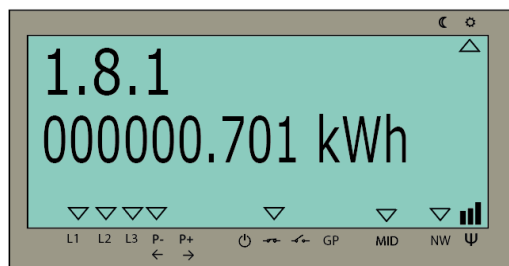 1.8.1
000000.701 kWh
L1 L2 L3 P- P+ GP MID NW